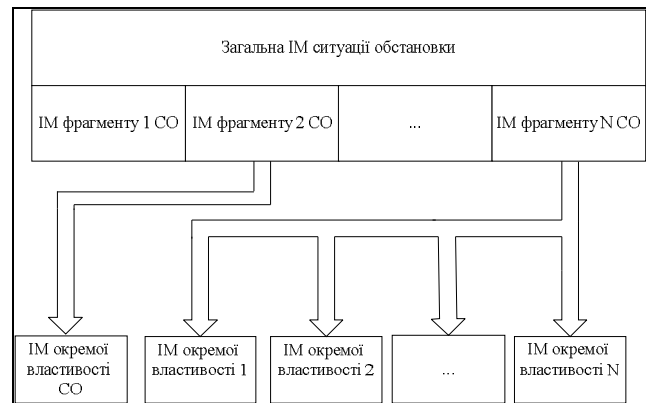 Загальна ІМ ситуації обстановки
ІМ фрагменту 1 СО
ІМ фрагменту 2 СО
...
ІМ фрагменту N СО
ІМ окремої
властивості
СО
ІМ окремої
властивості 1
ІМ окремої
властивості 2
...
ІМ окремої
властивості N